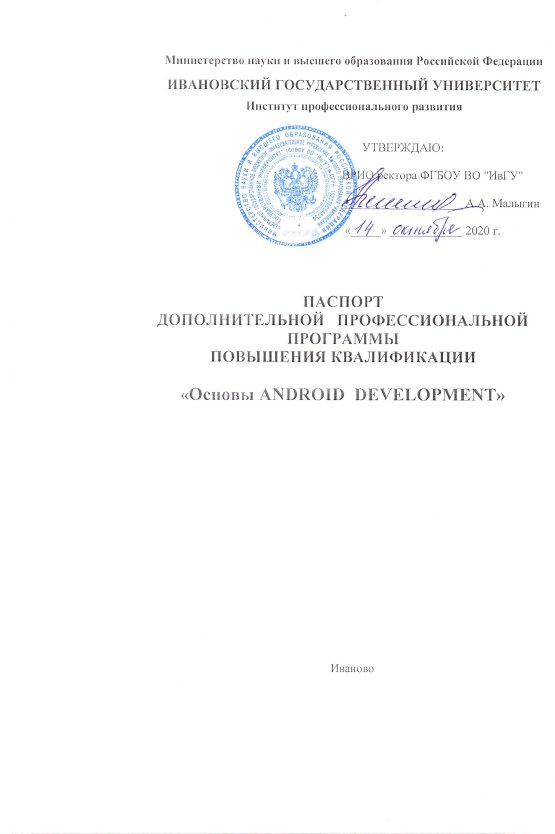 Министерство науки и высшего образования Российской Федерации
ИВАНОВСКИЙ ГОСУДАРСТВЕННЫЙ УНИВЕРСИТЕТ
Институт профессионального развития
УТВЕРЖДАЮ:
ВРИО ректора ФГБОУ ВО "ИвГУ"
А.А. Малыгин
«14» октября 2020 г.
ПАСПОРТ
ДОПОЛНИТЕЛЬНОЙ ПРОФЕССИОНАЛЬНОЙ
ПРОГРАММЫ
ПОВЫШЕНИЯ КВАЛИФИКАЦИИ
«Основы ANDROID DEVELOPMENT»
Иваново